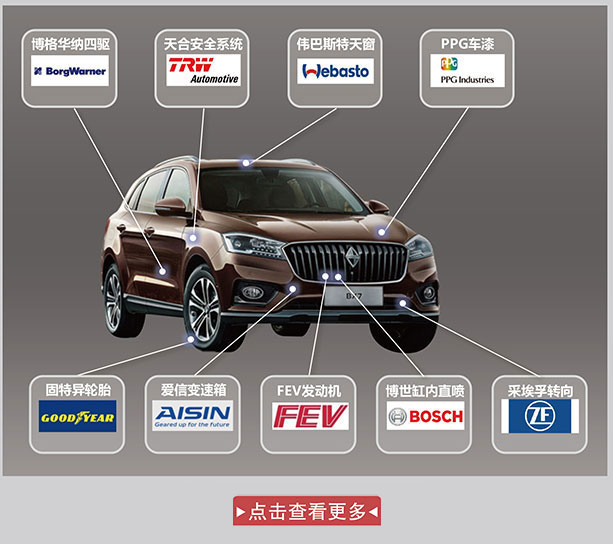 博格华纳四驱
BorgWarner
天合安全系统
TRW
Automotive
伟巴斯特天窗
Webasto
PPG车漆
PPG
PPG Industries
BX7
固特异轮胎
GOODYEAR
爱信变速箱
AISIN
Geared up for the future
FEV发动机
FEV
博世缸内直喷
BOSCH
采埃孚转向
ZF
点击查看更多